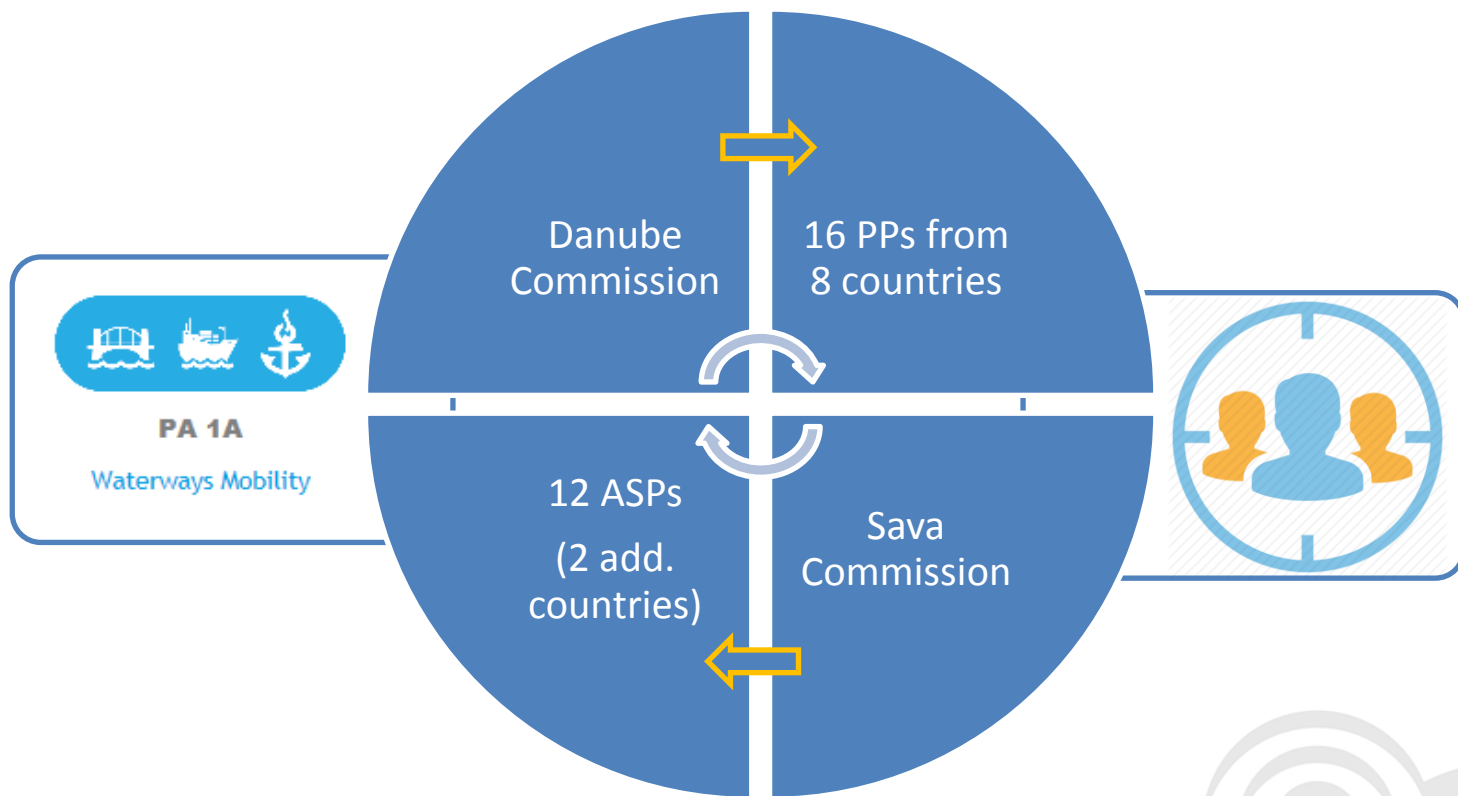 Danube
Commission
16 PPs from
8 countries
PA 1A
Waterways Mobility
12 ASPs
(2 add.
countries)
Sava
Commission